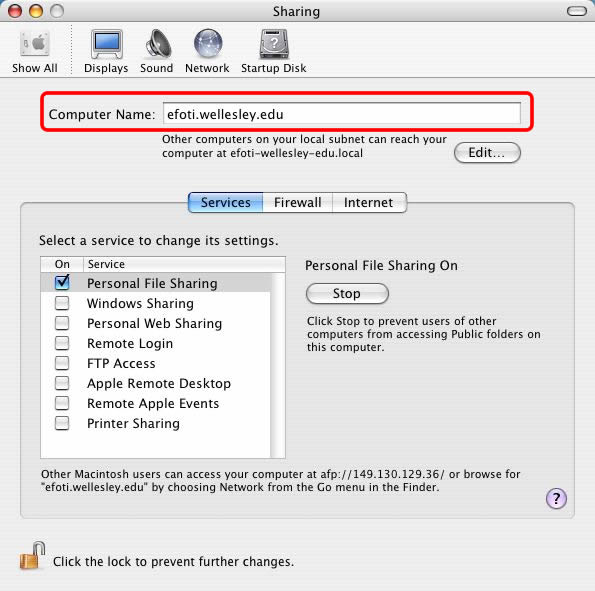 Sharing
Show All
Displays
Sound
Network
Startup Disk
Computer Name: efoti.wellesley.edu
Other computers on your local subnet can reach your
computer at efoti-wellesley-edu.local
Edit...
Services
Firewall
Internet
Select a service to change its settings.
On
Service
Personal File Sharing
Windows Sharing
Personal Web Sharing
Remote Login
FTP Access
Apple Remote Desktop
Remote Apple Events
Printer Sharing
Personal File Sharing On
Stop
Click Stop to prevent users of other
computers from accessing Public folders on
this computer.
Other Macintosh users can access your computer at afp://149.130.129.36/ or browse for
"efoti.wellesley.edu" by choosing Network from the Go menu in the Finder.
?
Click the lock to prevent further changes.